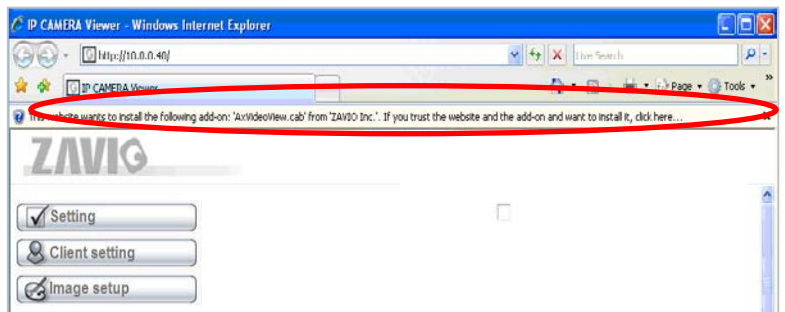 IP CAMERA Viewer - Windows Internet Explorer
http://10.0.0.40/
Live Search
IP CAMERA Viewer
Page
Tools
This website wants to install the following add-on: 'AxVideoView.cab' from 'ZAVIO Inc.'. If you trust the website and the add-on and want to install it, click here...
ZAVIO
Setting
Client setting
Image setup